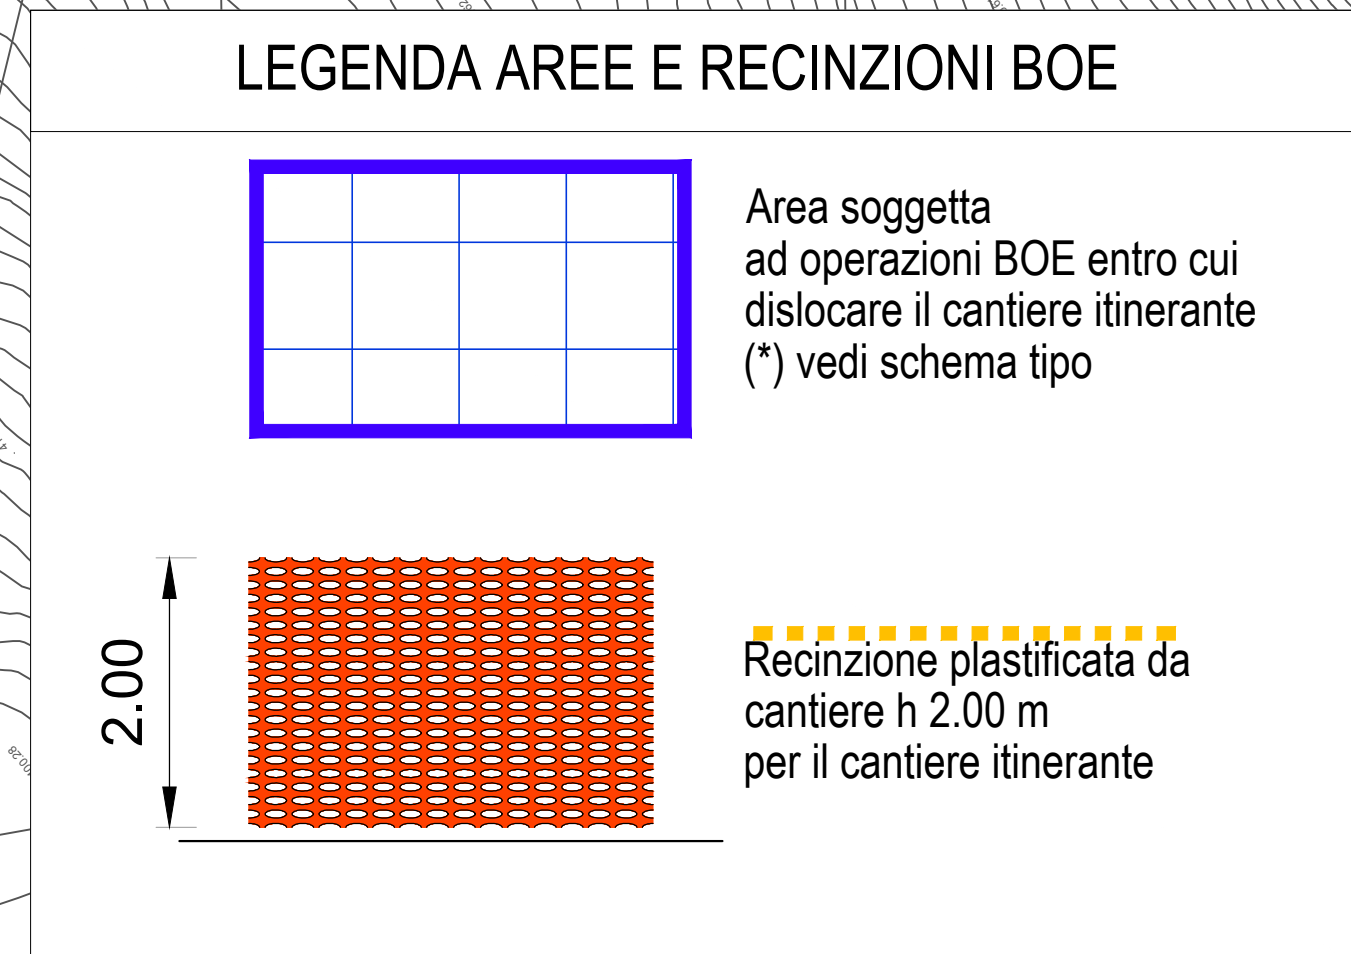 LEGENDA AREE E RECINZIONI BOE
Area soggetta
ad operazioni BOE entro cui
dislocare il cantiere itinerante
(*) vedi schema tipo
2.00
Recinzione plastificata da
cantiere h 2.00 m
per il cantiere itinerante